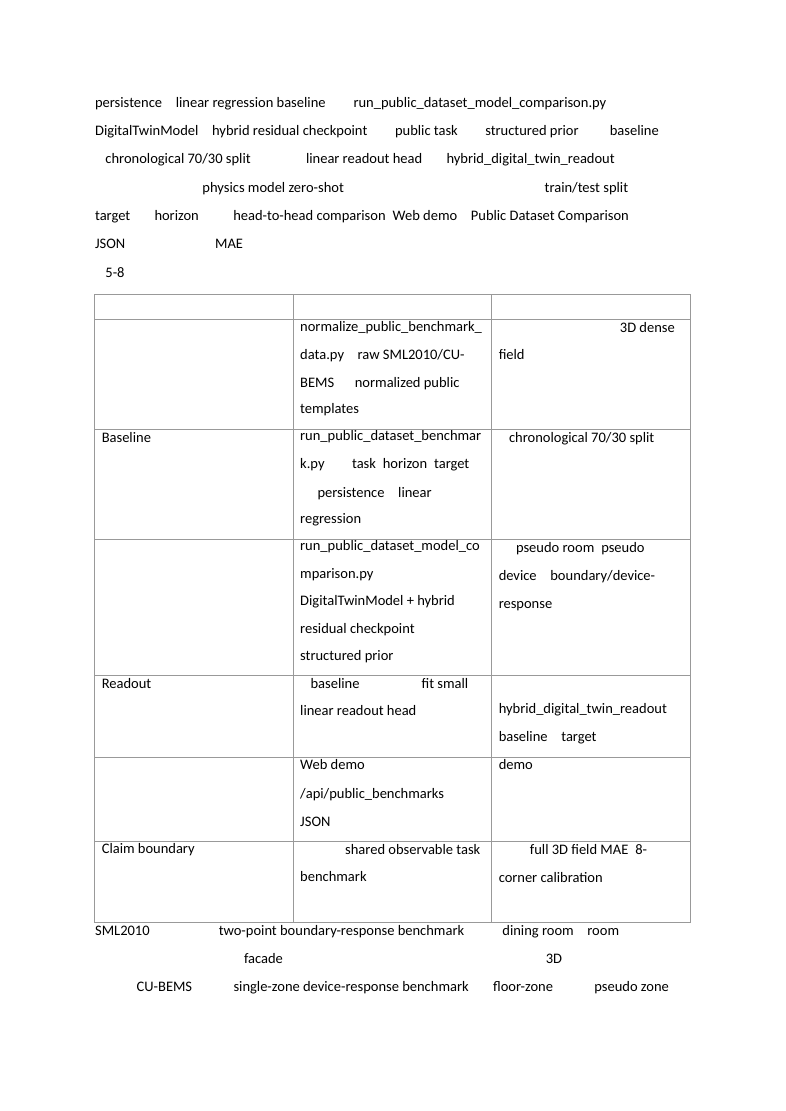 persistence linear regression baseline run_public_dataset_model_comparison.py
DigitalTwinModel hybrid residual checkpoint public task structured prior baseline
chronological 70/30 split linear readout head hybrid_digital_twin_readout
physics model zero-shot train/test split
target horizon head-to-head comparison Web demo Public Dataset Comparison
JSON MAE
5-8
normalize_public_benchmark_
data.py raw SML2010/CU-
BEMS normalized public
templates
3D dense
field
Baseline
run_public_dataset_benchmar
k.py task horizon target
persistence linear
regression
chronological 70/30 split
run_public_dataset_model_co
mparison.py
DigitalTwinModel + hybrid
residual checkpoint
structured prior
pseudo room pseudo
device boundary/device-
response
Readout
baseline fit small
linear readout head
hybrid_digital_twin_readout
baseline target
Web demo
/api/public_benchmarks
JSON
demo
Claim boundary
shared observable task
benchmark
full 3D field MAE 8-
corner calibration
SML2010 two-point boundary-response benchmark dining room room
facade 3D
CU-BEMS single-zone device-response benchmark floor-zone pseudo zone